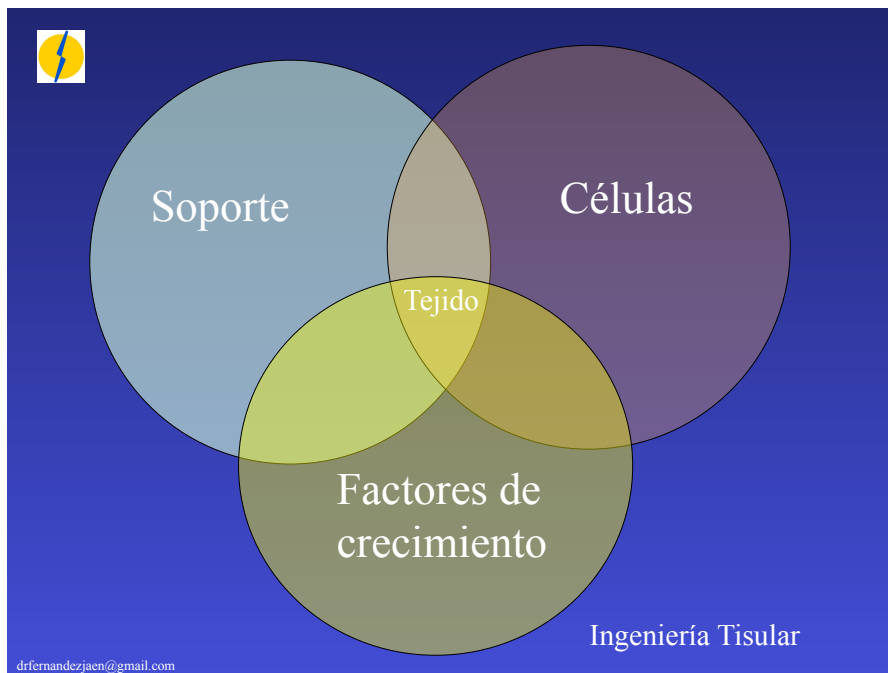 Soporte
Células
Tejido
Factores de
crecimiento
Ingeniería Tisular
drfernandezjaen@gmail.com